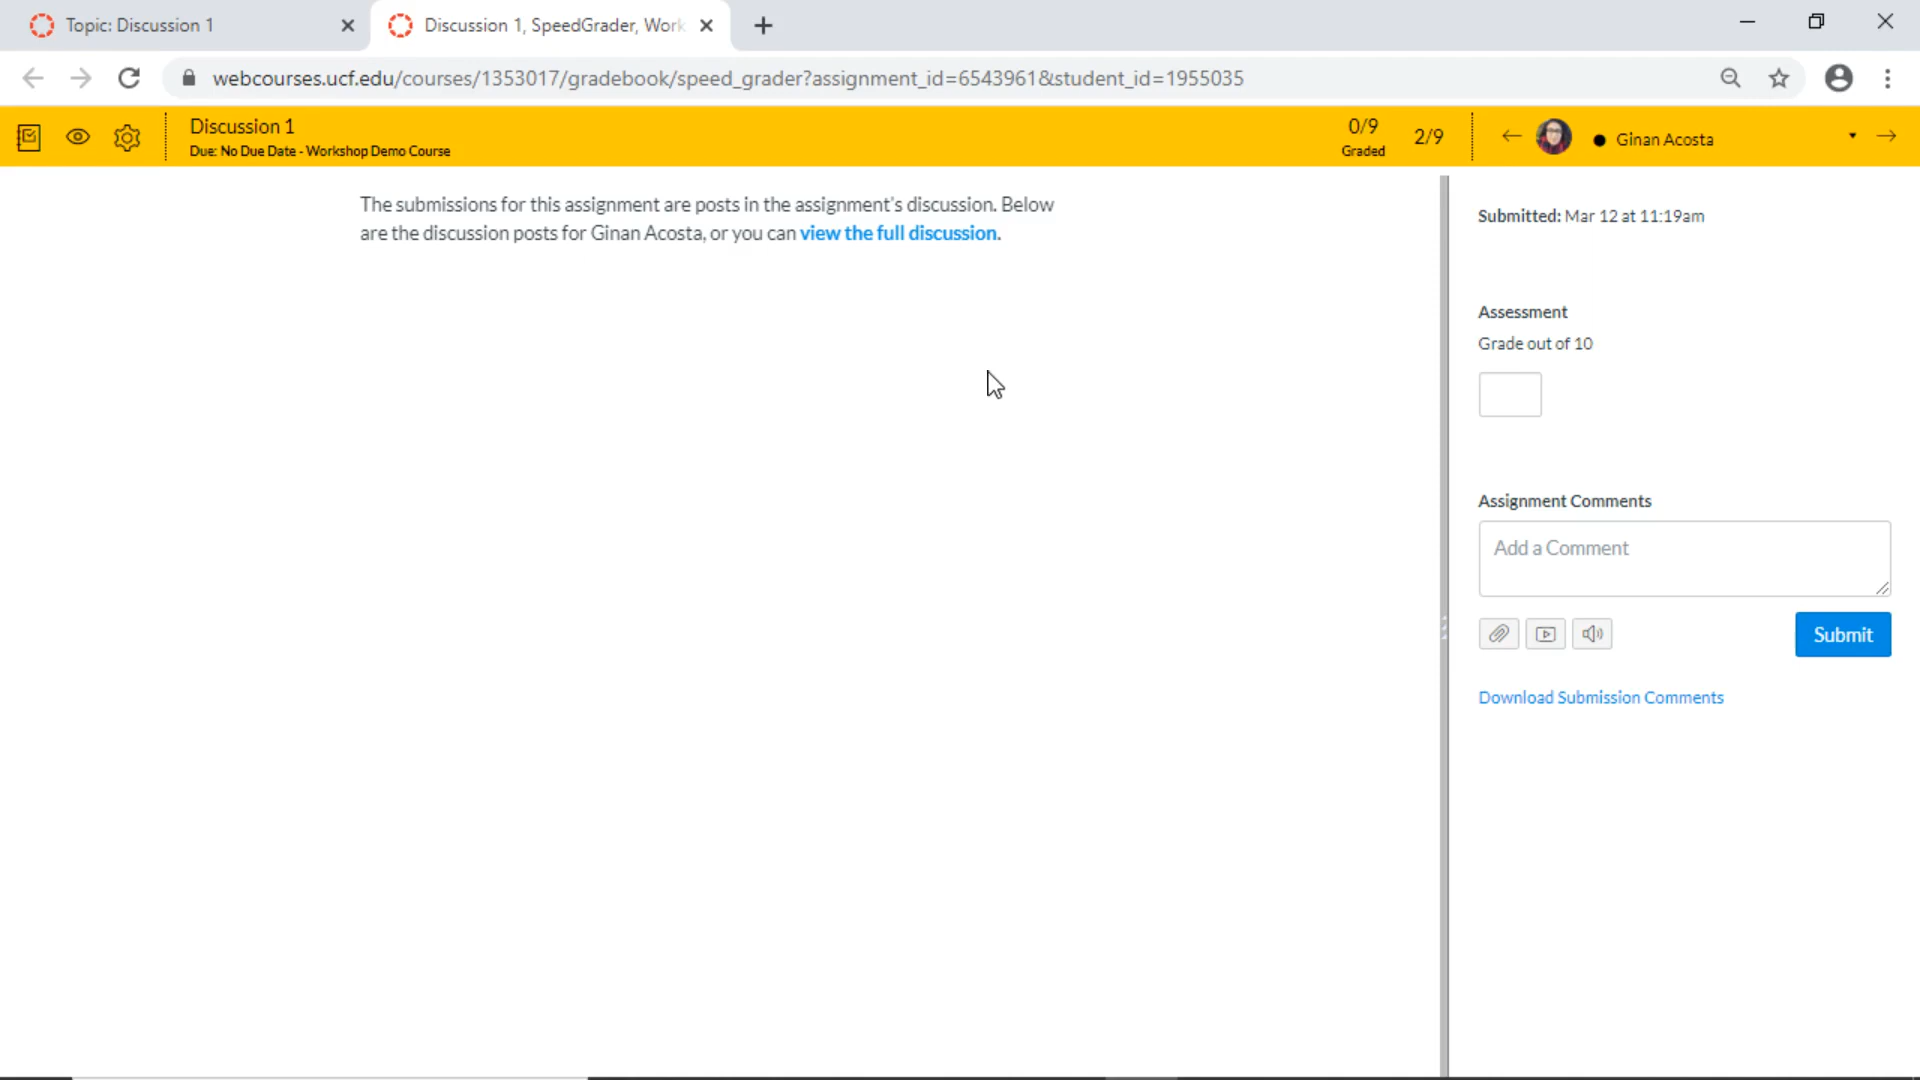 Topic: Discussion 1
Discussion 1, SpeedGrader, Work
webcourses.ucf.edu/courses/1353017/gradebook/speed_grader?assignment_id=6543961&student_id=1955035
Discussion 1
Due: No Due Date - Workshop Demo Course
0/9
Graded
2/9
Ginan Acosta
The submissions for this assignment are posts in the assignment's discussion. Below
are the discussion posts for Ginan Acosta, or you can view the full discussion.
Submitted: Mar 12 at 11:19am
Assessment
Grade out of 10
Assignment Comments
Add a Comment
Submit
Download Submission Comments